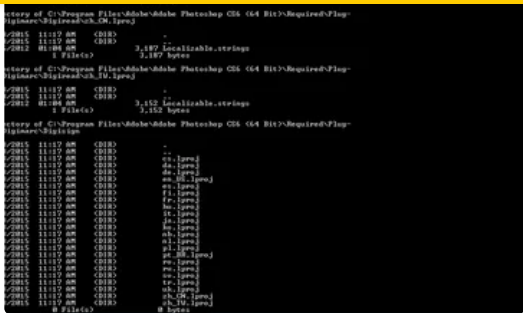 ectory of C:\Program Files\Adobe\Adobe Photoshop CS6 (64 Bit)\Required\Plug-
Digimarc\Digiread\zh_CN.lproj
/2015 11:17 AM <DIR> .
/2015 11:17 AM <DIR> ..
/2012 01:04 AM 3,187 Localizable.strings
1 File(s) 3,187 bytes
ectory of C:\Program Files\Adobe\Adobe Photoshop CS6 (64 Bit)\Required\Plug-
Digimarc\Digiread\zh_TW.lproj
/2015 11:17 AM <DIR> .
/2015 11:17 AM <DIR> ..
/2012 01:04 AM 3,152 Localizable.strings
1 File(s) 3,152 bytes
ectory of C:\Program Files\Adobe\Adobe Photoshop CS6 (64 Bit)\Required\Plug-
Digimarc\Digisign
/2015 11:17 AM <DIR> .
/2015 11:17 AM <DIR> ..
/2015 11:17 AM <DIR> cs.lproj
/2015 11:17 AM <DIR> da.lproj
/2015 11:17 AM <DIR> de.lproj
/2015 11:17 AM <DIR> en_US.lproj
/2015 11:17 AM <DIR> es.lproj
/2015 11:17 AM <DIR> fi.lproj
/2015 11:17 AM <DIR> fr.lproj
/2015 11:17 AM <DIR> hu.lproj
/2015 11:17 AM <DIR> it.lproj
/2015 11:17 AM <DIR> ja.lproj
/2015 11:17 AM <DIR> ko.lproj
/2015 11:17 AM <DIR> nb.lproj
/2015 11:17 AM <DIR> nl.lproj
/2015 11:17 AM <DIR> pl.lproj
/2015 11:17 AM <DIR> pt_BR.lproj
/2015 11:17 AM <DIR> ro.lproj
/2015 11:17 AM <DIR> ru.lproj
/2015 11:17 AM <DIR> sv.lproj
/2015 11:17 AM <DIR> tr.lproj
/2015 11:17 AM <DIR> uk.lproj
/2015 11:17 AM <DIR> zh_CN.lproj
/2015 11:17 AM <DIR> zh_TW.lproj
0 File(s) 0 bytes